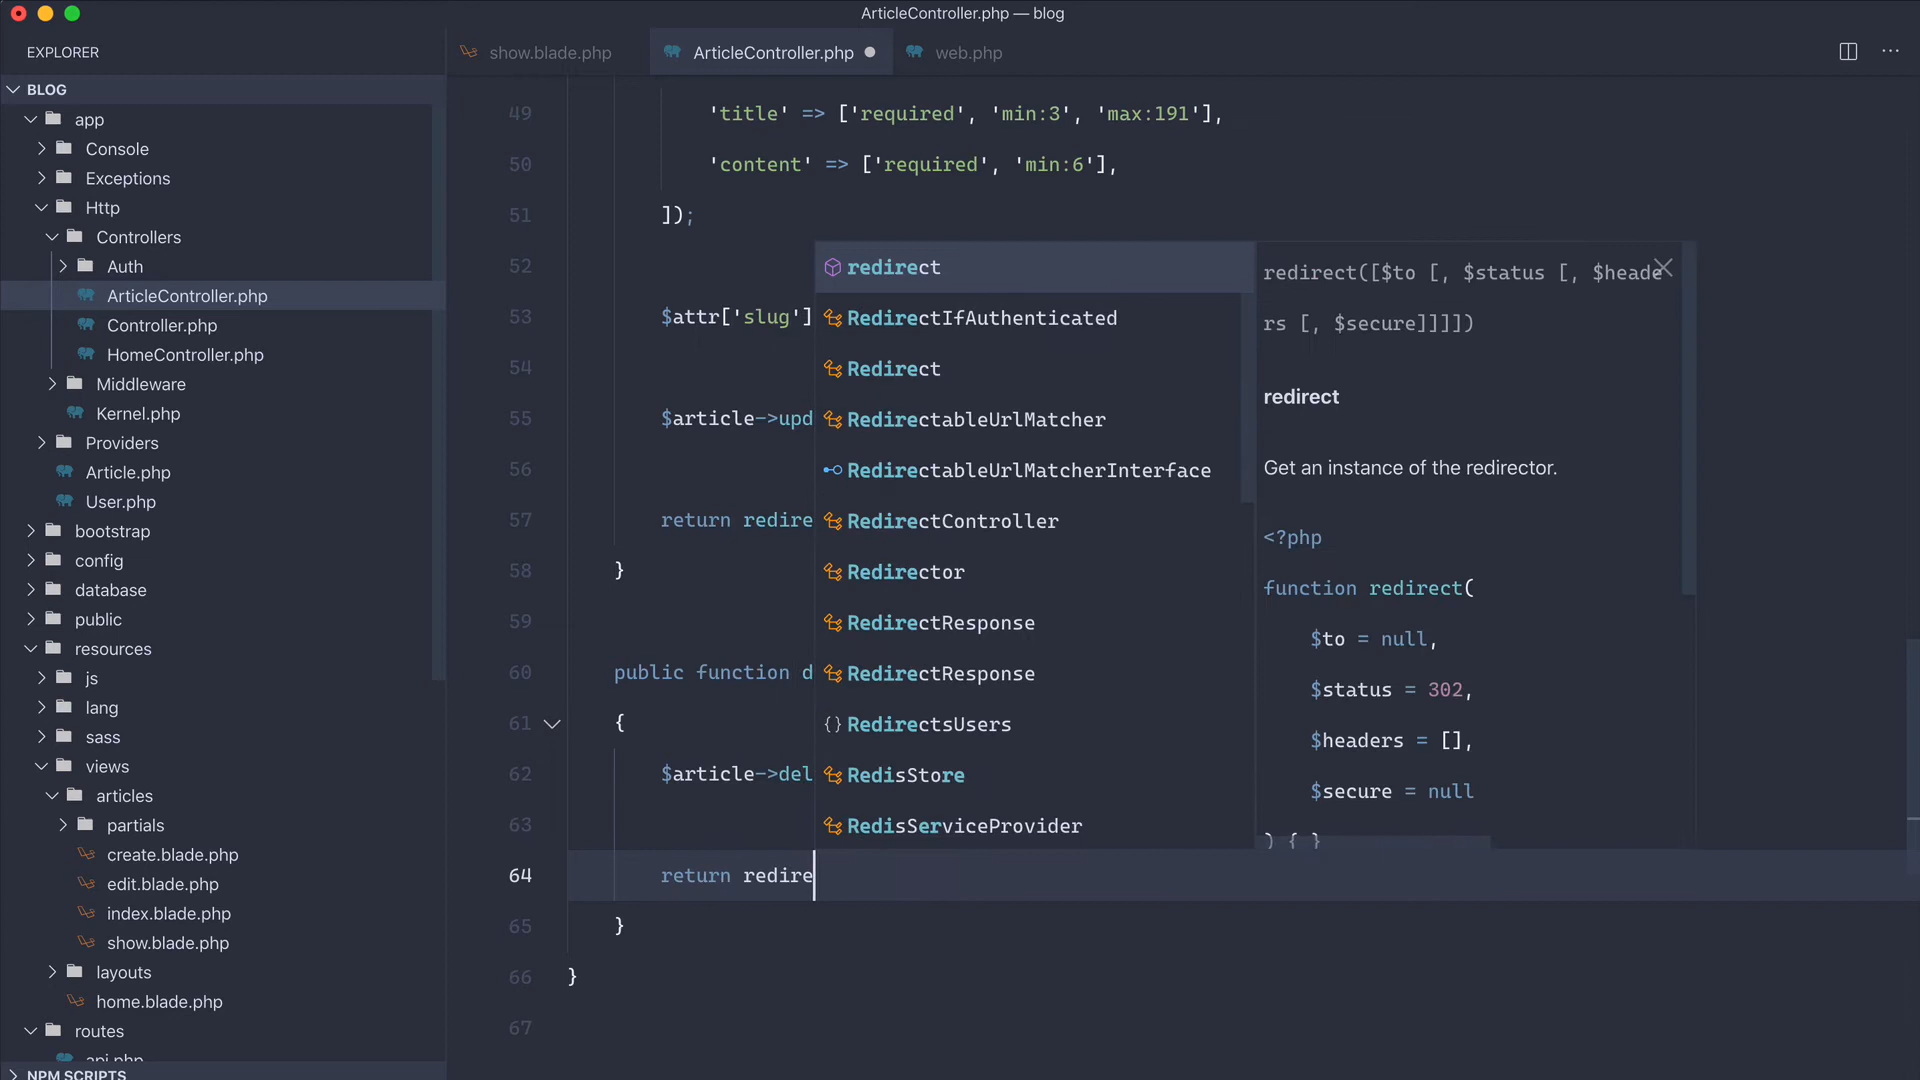 ArticleController.php — blog
EXPLORER
BLOG
app
Console
Exceptions
Http
Controllers
Auth
ArticleController.php
Controller.php
HomeController.php
Middleware
Kernel.php
Providers
Article.php
User.php
bootstrap
config
database
public
resources
js
lang
sass
views
articles
partials
create.blade.php
edit.blade.php
index.blade.php
show.blade.php
layouts
home.blade.php
routes
api.php
NPM SCRIPTS
show.blade.php
ArticleController.php
web.php
49 'title' => ['required', 'min:3', 'max:191'],
50 'content' => ['required', 'min:6'],
51 ]);
52
53 $attr['slug']
54
55 $article->upd
56
57 return redire
58 }
59
60 public function d
61 {
62 $article->del
63
64 return redire
65 }
66 }
67
redirect
RedirectIfAuthenticated
Redirect
RedirectableUrlMatcher
RedirectableUrlMatcherInterface
RedirectController
Redirector
RedirectResponse
RedirectResponse
{} RedirectsUsers
RedisStore
RedisServiceProvider
redirect([$to [, $status [, $heade
rs [, $secure]]]])
redirect
Get an instance of the redirector.
<?php
function redirect(
$to = null,
$status = 302,
$headers = [],
$secure = null
) { }